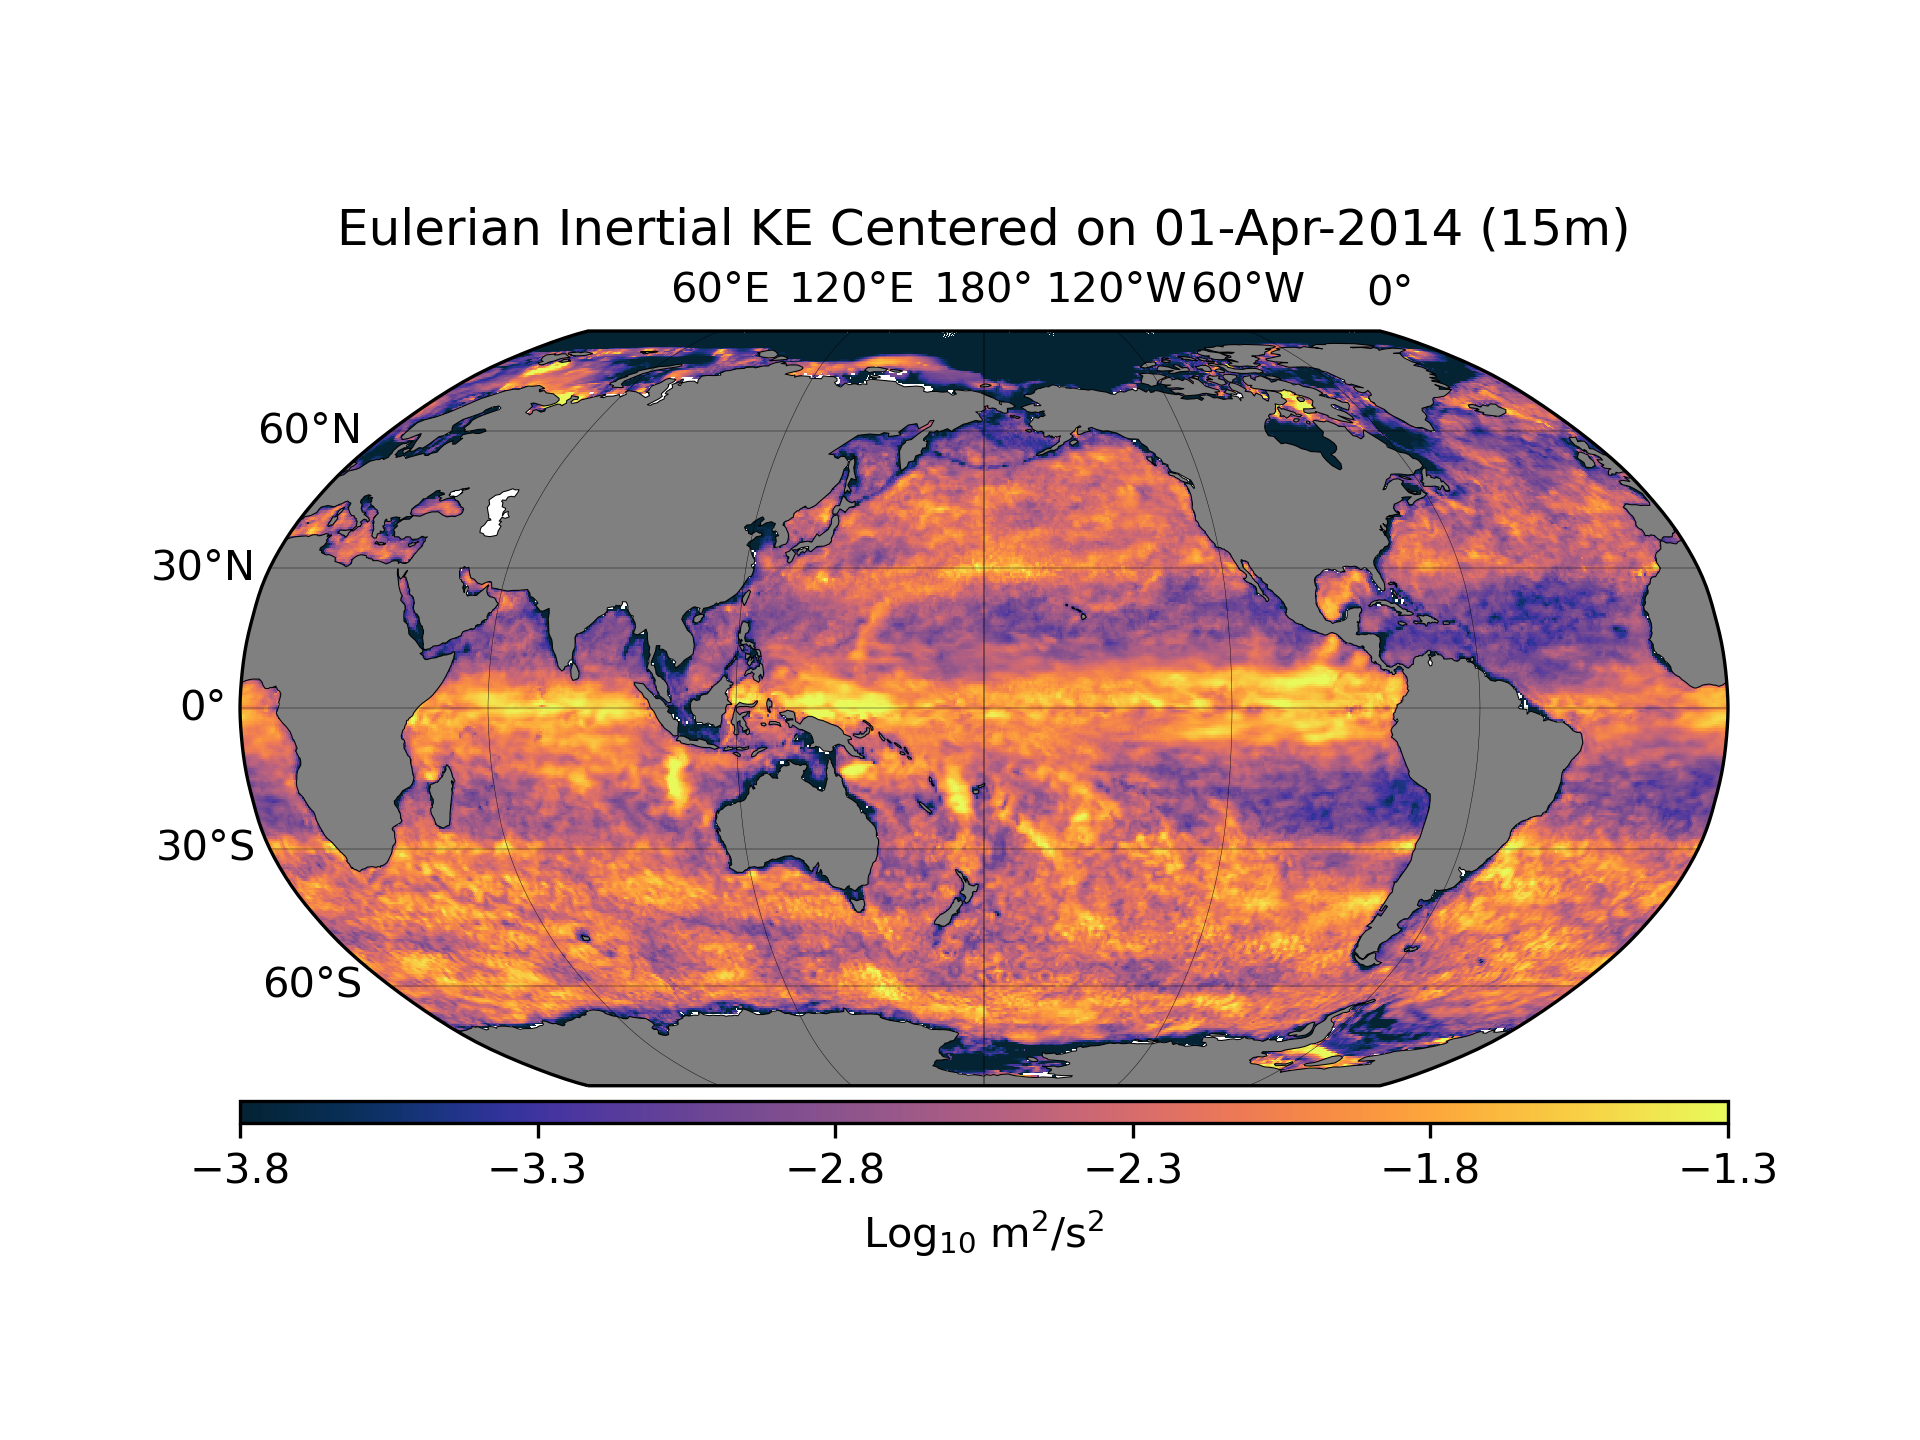 Eulerian Inertial KE Centered on 01-Apr-2014 (15m)
60°E 120°E 180° 120°W 60°W 0°
60°N
30°N
0°
30°S
60°S
−3.8 −3.3 −2.8 −2.3 −1.8 −1.3
Log₁₀ m²/s²